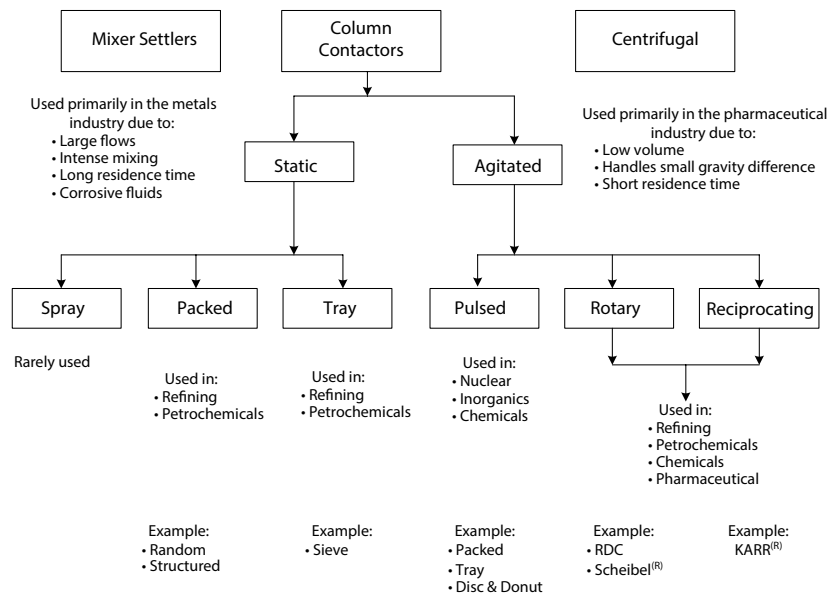 Mixer Settlers
Column
Contactors
Centrifugal
Used primarily in the metals
industry due to:
• Large flows
• Intense mixing
• Long residence time
• Corrosive fluids
Used primarily in the pharmaceutical
industry due to:
• Low volume
• Handles small gravity difference
• Short residence time
Static
Agitated
Spray
Packed
Tray
Pulsed
Rotary
Reciprocating
Rarely used
Used in:
• Refining
• Petrochemicals
Used in:
• Refining
• Petrochemicals
Used in:
• Nuclear
• Inorganics
• Chemicals
Used in:
• Refining
• Petrochemicals
• Chemicals
• Pharmaceutical
Example:
• Random
• Structured
Example:
• Sieve
Example:
• Packed
• Tray
• Disc & Donut
Example:
• RDC
• Scheibel(R)
Example:
KARR(R)